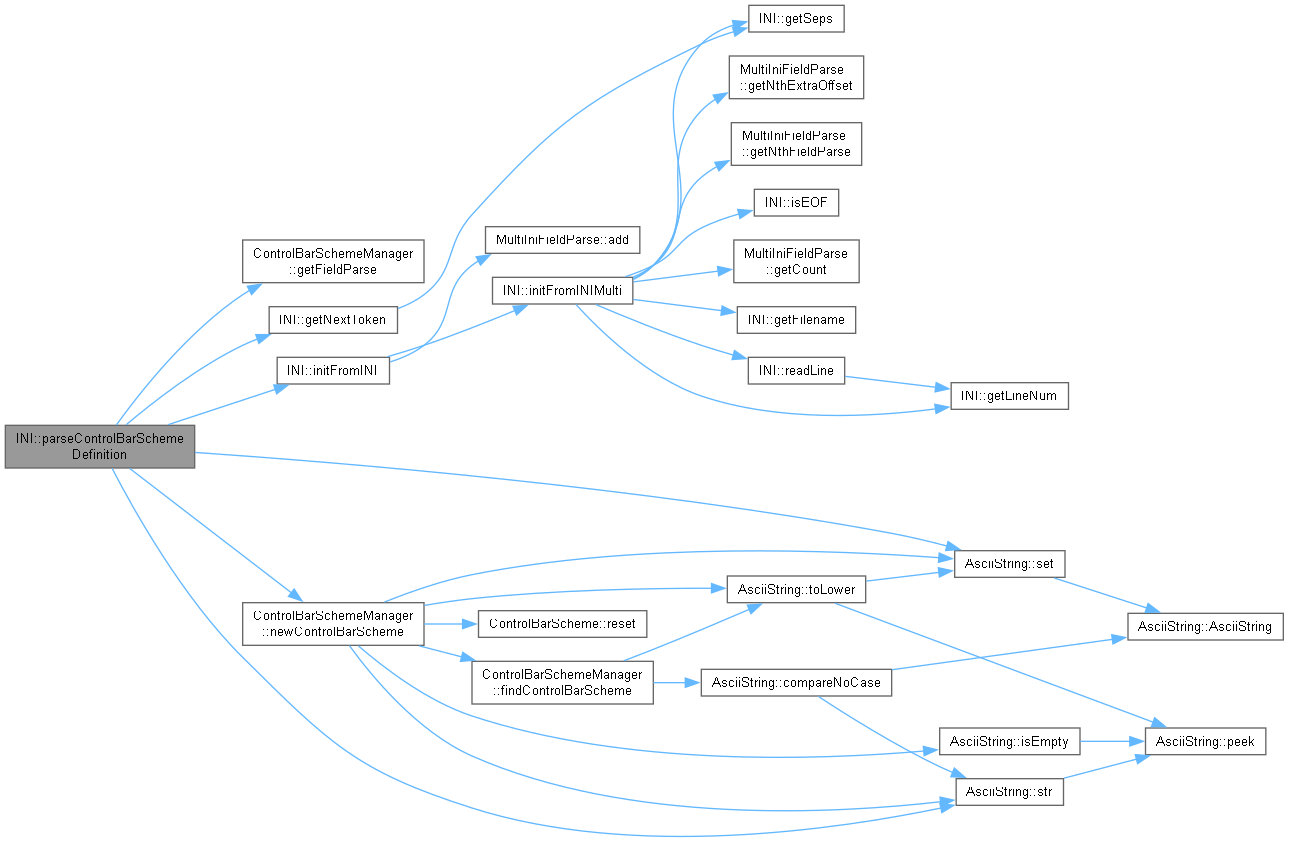 INI::getSeps
MultiIniFieldParse
::getNthExtraOffset
MultiIniFieldParse
::getNthFieldParse
INI::isEOF
MultiIniFieldParse::add
ControlBarSchemeManager
::getFieldParse
MultiIniFieldParse
::getCount
INI::initFromINIMulti
INI::getNextToken
INI::getFilename
INI::initFromINI
INI::readLine
INI::getLineNum
INI::parseControlBarScheme
Definition
AsciiString::set
AsciiString::toLower
ControlBarSchemeManager
::newControlBarScheme
ControlBarScheme::reset
AsciiString::AsciiString
ControlBarSchemeManager
::findControlBarScheme
AsciiString::compareNoCase
AsciiString::isEmpty
AsciiString::peek
AsciiString::str